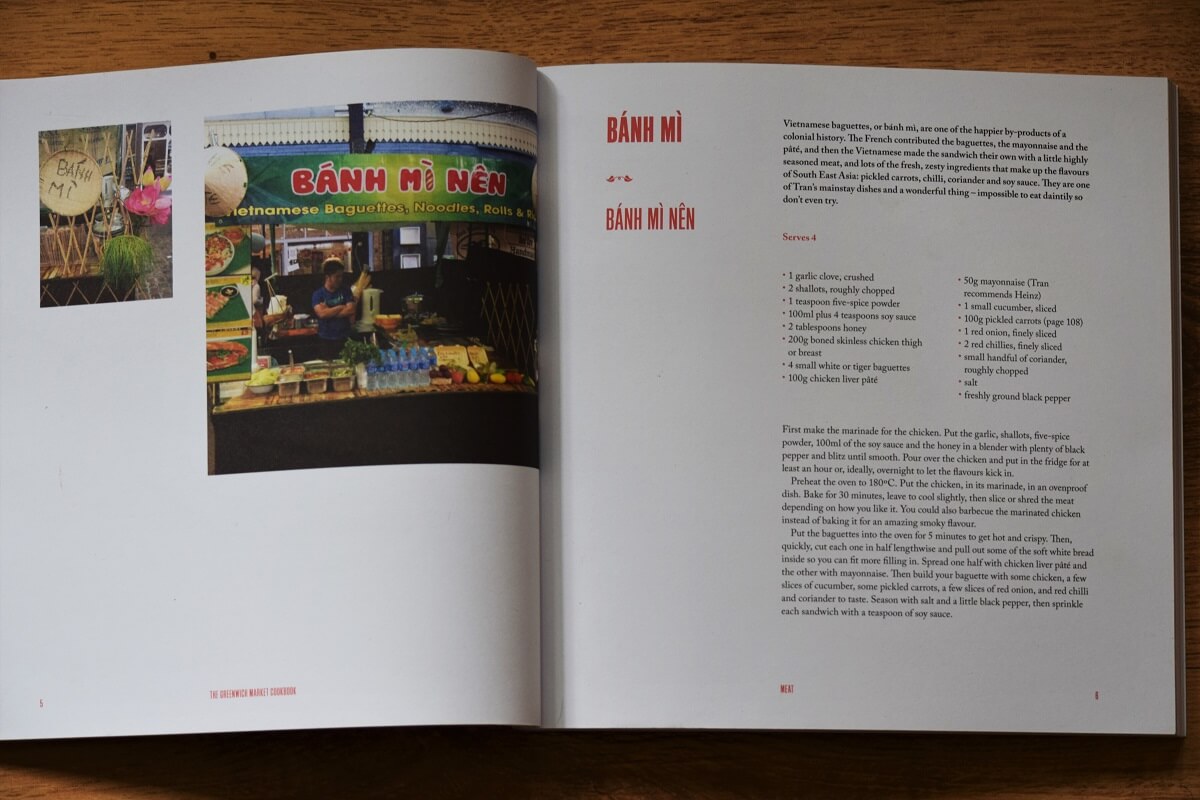 BÁNH
MÌ
BÁNH MÌ NÊN
Vietnamese Baguettes, Noodles, Rolls &
5
THE GREENWICH MARKET COOKBOOK
BÁNH MÌ
BÁNH MÌ NÊN
Vietnamese baguettes, or bánh mì, are one of the happier by-products of a
colonial history. The French contributed the baguettes, the mayonnaise and the
pâté, and then the Vietnamese made the sandwich their own with a little highly
seasoned meat, and lots of the fresh, zesty ingredients that make up the flavours
of South East Asia: pickled carrots, chilli, coriander and soy sauce. They are one
of Tran's mainstay dishes and a wonderful thing – impossible to eat daintily so
don't even try.
Serves 4
• 1 garlic clove, crushed
• 2 shallots, roughly chopped
• 1 teaspoon five-spice powder
• 100ml plus 4 teaspoons soy sauce
• 2 tablespoons honey
• 200g boned skinless chicken thigh
or breast
• 4 small white or tiger baguettes
• 100g chicken liver pâté
• 50g mayonnaise (Tran
recommends Heinz)
• 1 small cucumber, sliced
• 100g pickled carrots (page 108)
• 1 red onion, finely sliced
• 2 red chillies, finely sliced
• small handful of coriander,
roughly chopped
• salt
• freshly ground black pepper
First make the marinade for the chicken. Put the garlic, shallots, five-spice
powder, 100ml of the soy sauce and the honey in a blender with plenty of black
pepper and blitz until smooth. Pour over the chicken and put in the fridge for at
least an hour or, ideally, overnight to let the flavours kick in.
Preheat the oven to 180ºC. Put the chicken, in its marinade, in an ovenproof
dish. Bake for 30 minutes, leave to cool slightly, then slice or shred the meat
depending on how you like it. You could also barbecue the marinated chicken
instead of baking it for an amazing smoky flavour.
Put the baguettes into the oven for 5 minutes to get hot and crispy. Then,
quickly, cut each one in half lengthwise and pull out some of the soft white bread
inside so you can fit more filling in. Spread one half with chicken liver pâté and
the other with mayonnaise. Then build your baguette with some chicken, a few
slices of cucumber, some pickled carrots, a few slices of red onion, and red chilli
and coriander to taste. Season with salt and a little black pepper, then sprinkle
each sandwich with a teaspoon of soy sauce.
MEAT
6